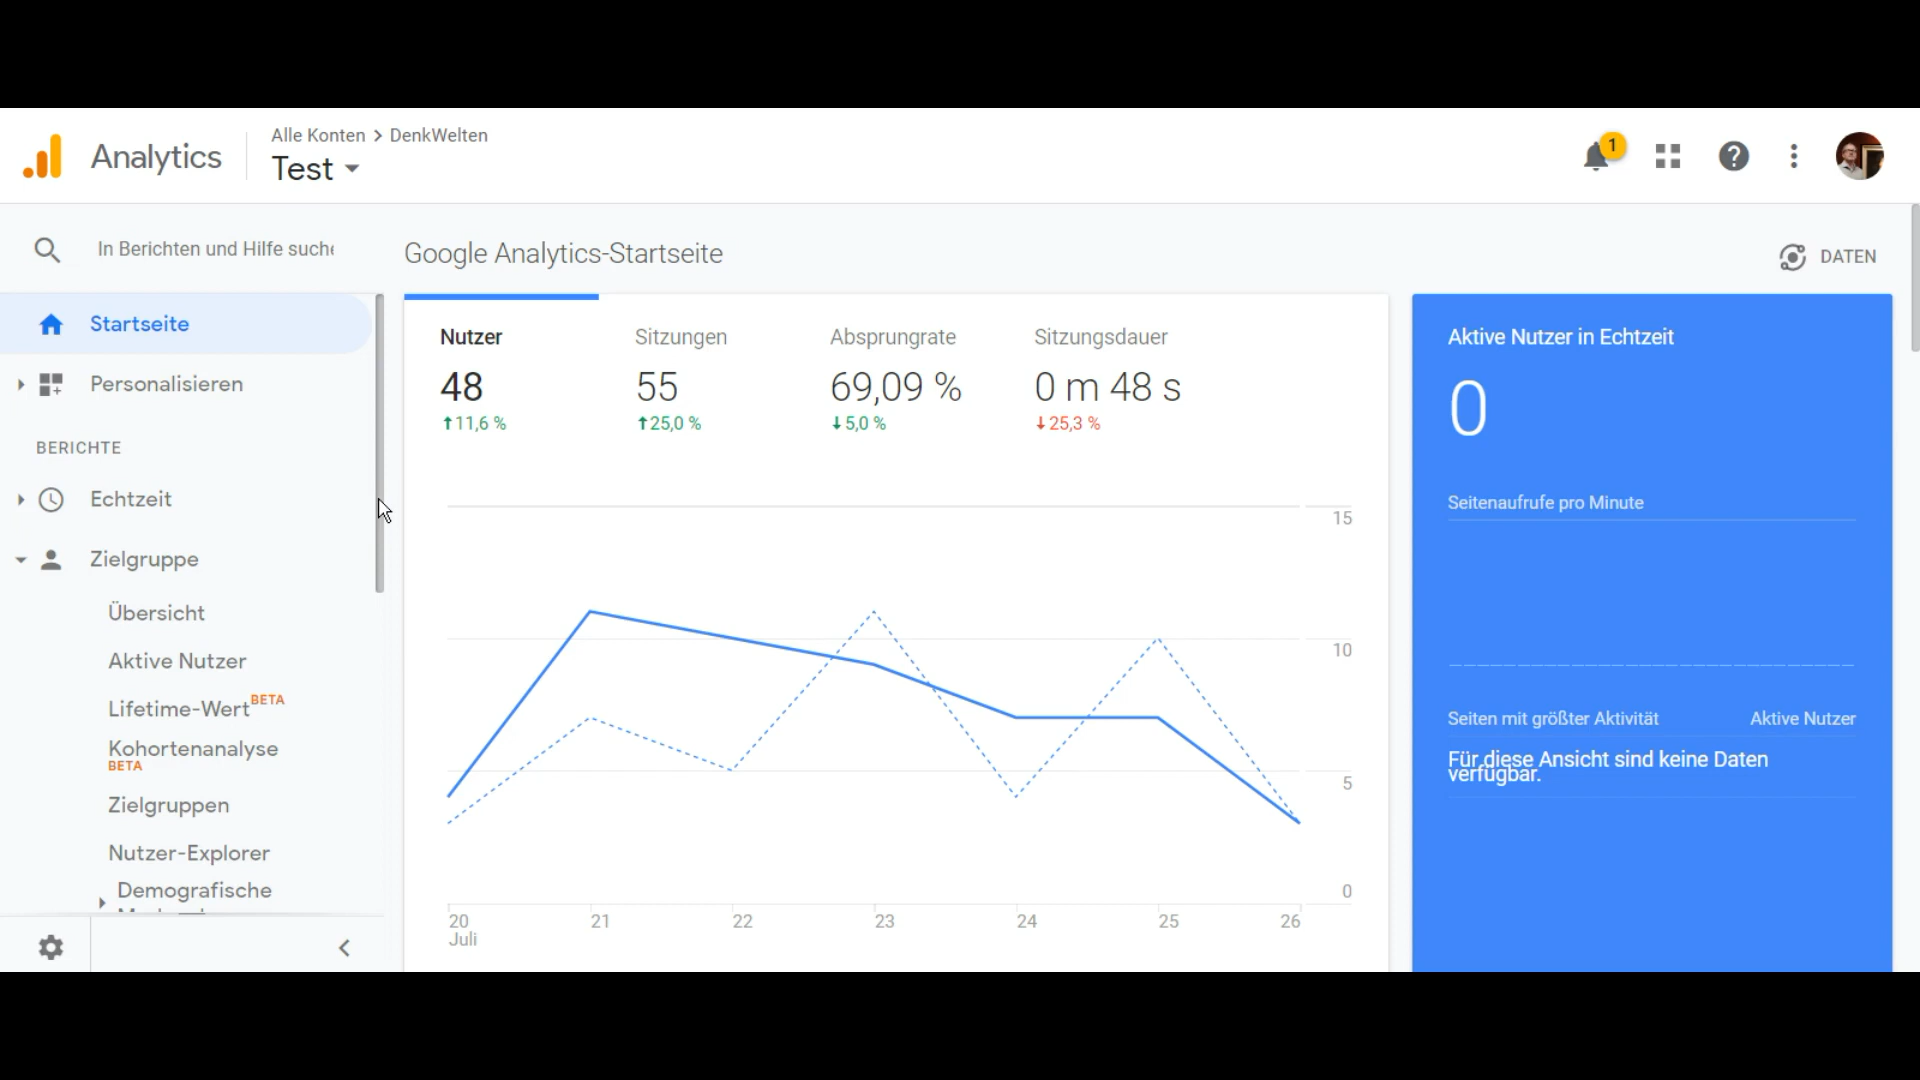 Analytics
Alle Konten > DenkWelten
Test
1
In Berichten und Hilfe suche
Google Analytics-Startseite
DATEN
Startseite
Personalisieren
BERICHTE
Echtzeit
Zielgruppe
Übersicht
Aktive Nutzer
Lifetime-Wert BETA
Kohortenanalyse
BETA
Zielgruppen
Nutzer-Explorer
Demografische
Nutzer
48
11,6 %
Sitzungen
55
25,0 %
Absprungrate
69,09 %
5,0 %
Sitzungsdauer
0 m 48 s
25,3 %
15
10
5
0
20 21 22 23 24 25 26
Juli
Aktive Nutzer in Echtzeit
0
Seitenaufrufe pro Minute
Seiten mit größter Aktivität Aktive Nutzer
Für diese Ansicht sind keine Daten
verfügbar.